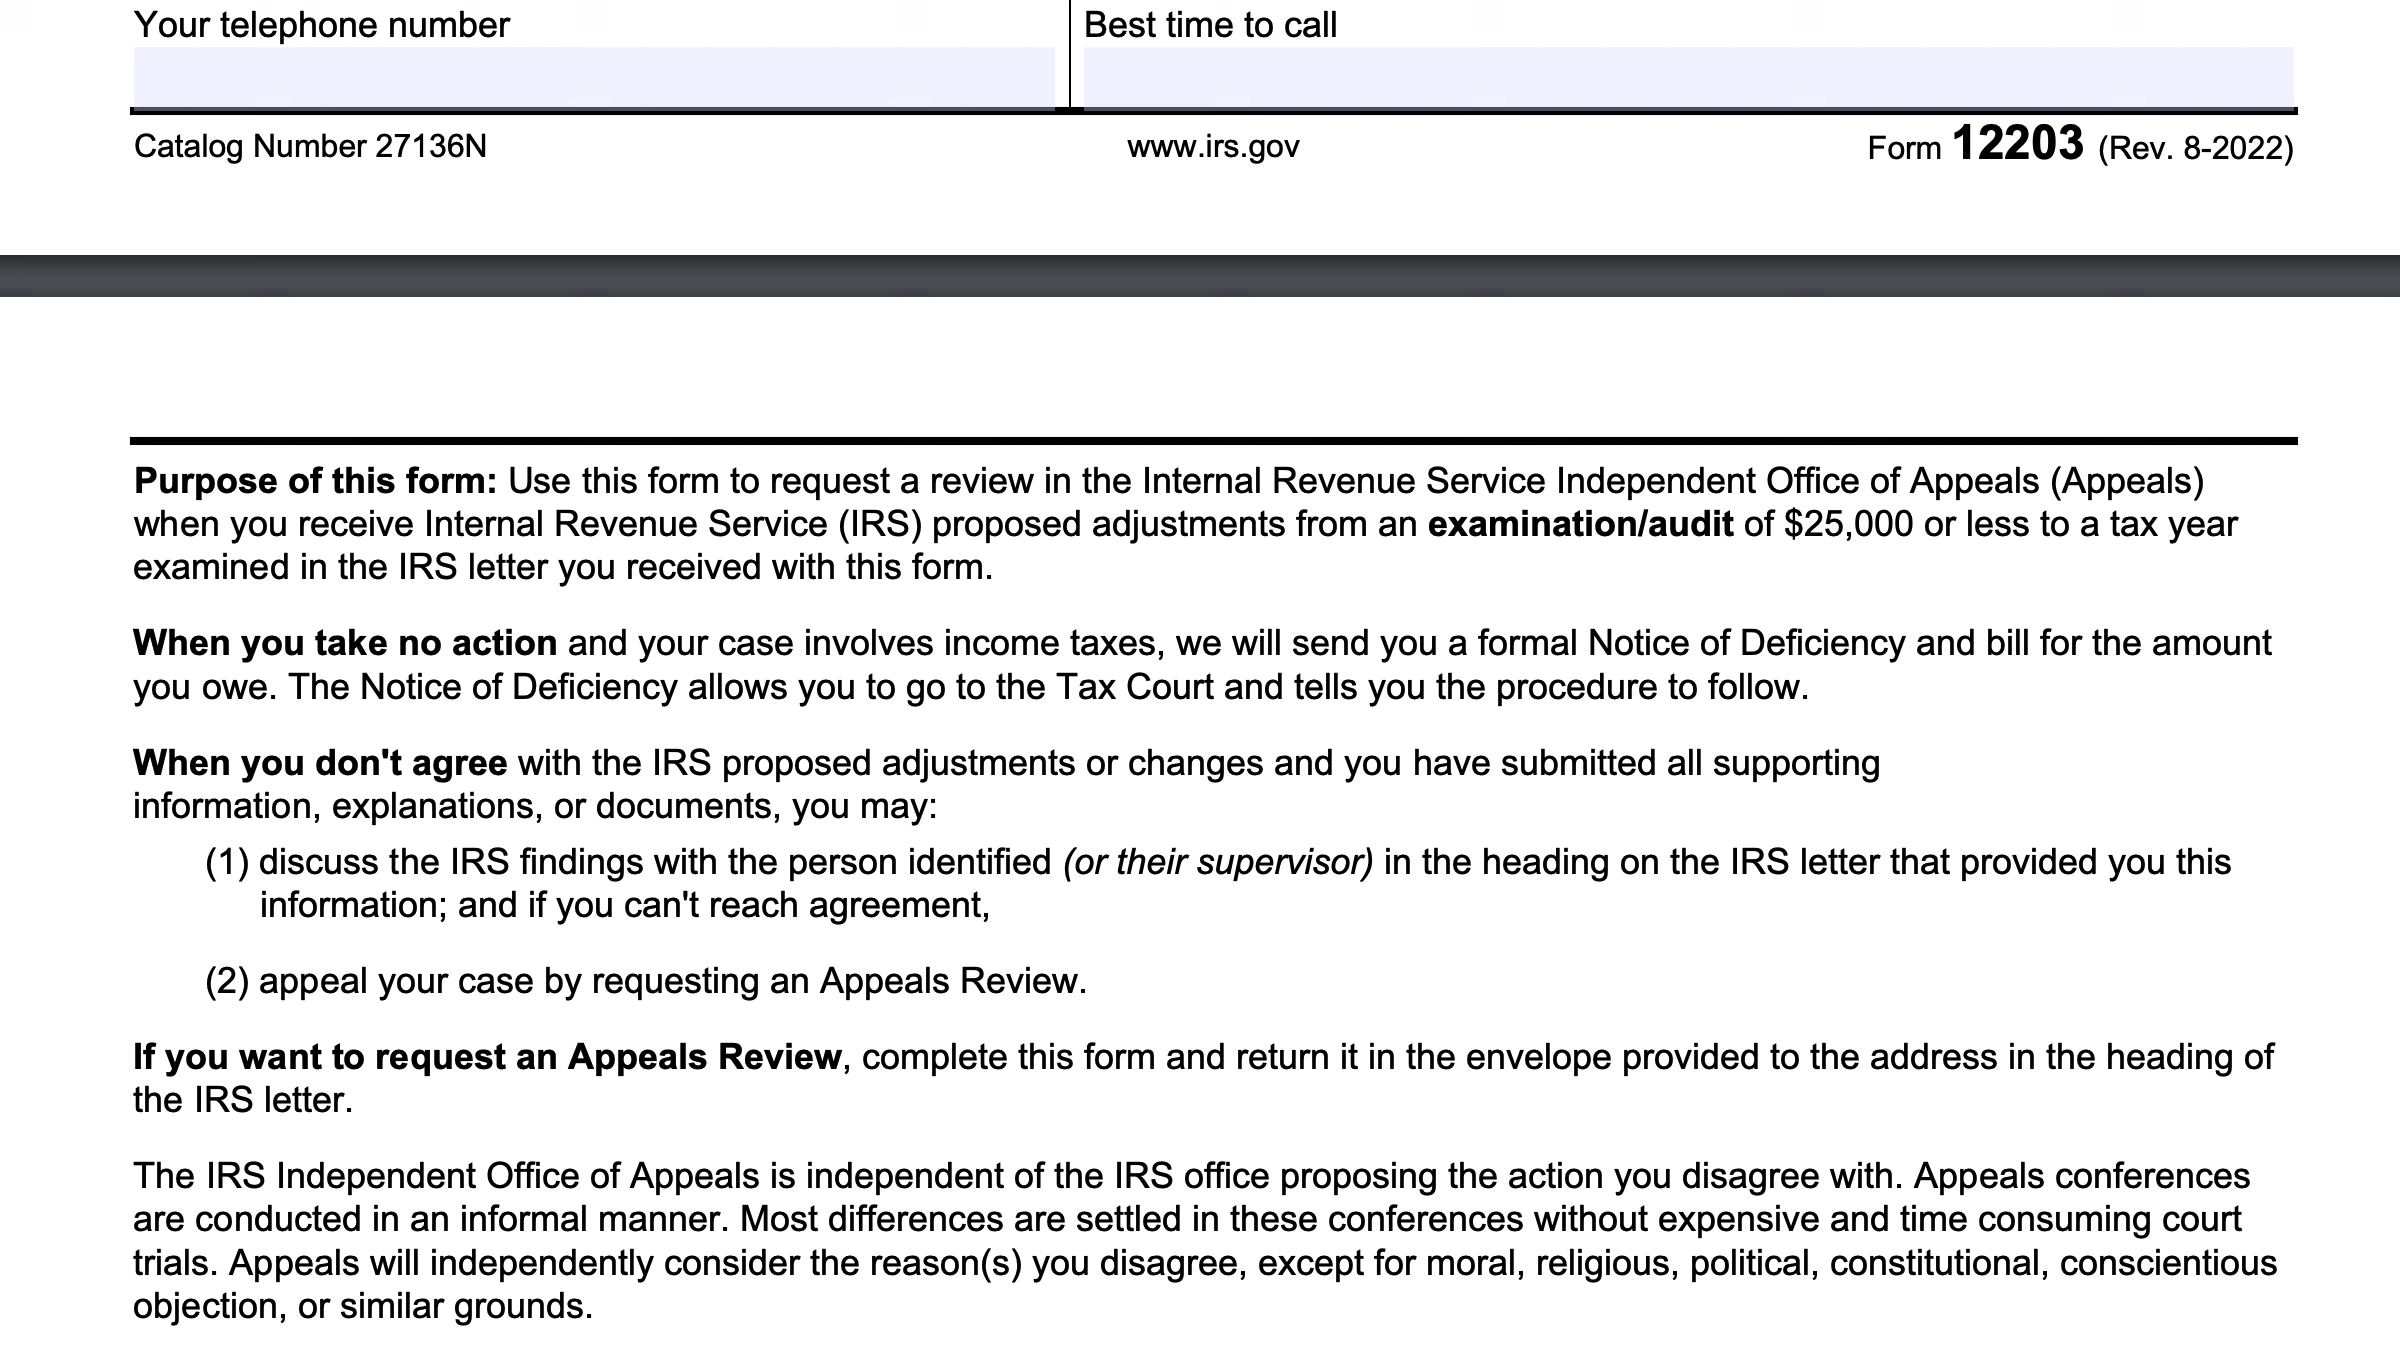 Your telephone number
Best time to call
Catalog Number 27136N
www.irs.gov
Form 12203 (Rev. 8-2022)
Purpose of this form: Use this form to request a review in the Internal Revenue Service Independent Office of Appeals (Appeals)
when you receive Internal Revenue Service (IRS) proposed adjustments from an examination/audit of $25,000 or less to a tax year
examined in the IRS letter you received with this form.
When you take no action and your case involves income taxes, we will send you a formal Notice of Deficiency and bill for the amount
you owe. The Notice of Deficiency allows you to go to the Tax Court and tells you the procedure to follow.
When you don't agree with the IRS proposed adjustments or changes and you have submitted all supporting
information, explanations, or documents, you may:
(1) discuss the IRS findings with the person identified (or their supervisor) in the heading on the IRS letter that provided you this
information; and if you can't reach agreement,
(2) appeal your case by requesting an Appeals Review.
If you want to request an Appeals Review, complete this form and return it in the envelope provided to the address in the heading of
the IRS letter.
The IRS Independent Office of Appeals is independent of the IRS office proposing the action you disagree with. Appeals conferences
are conducted in an informal manner. Most differences are settled in these conferences without expensive and time consuming court
trials. Appeals will independently consider the reason(s) you disagree, except for moral, religious, political, constitutional, conscientious
objection, or similar grounds.